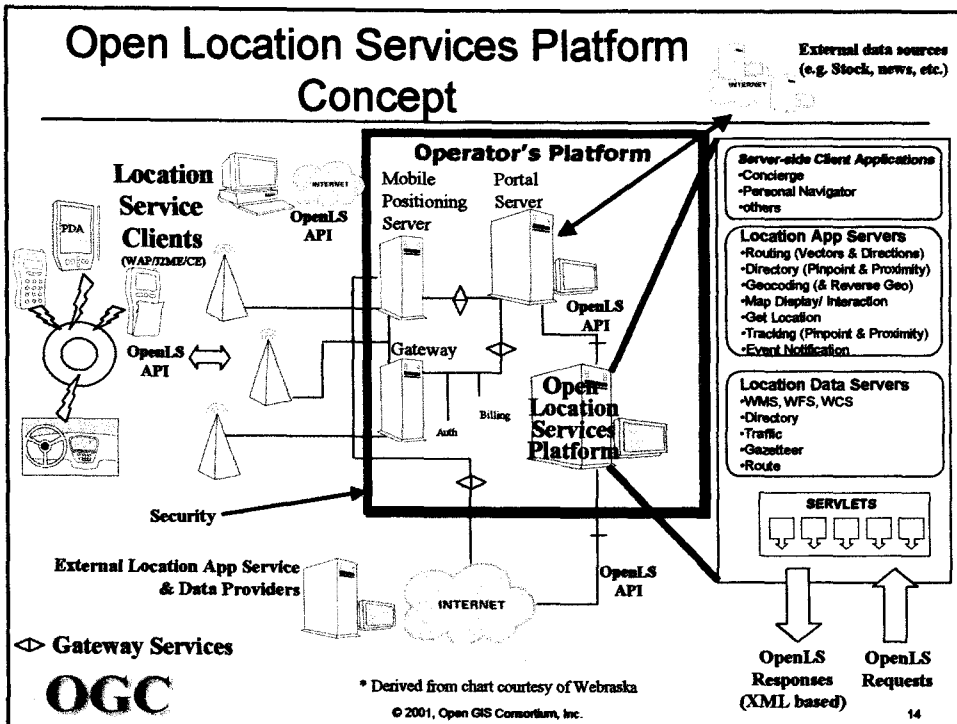 Open Location Services Platform
Concept
External data sources
(e.g. Stock, news, etc.)
INTERNET
Location
Service
Clients
(WAP/J2ME/CE)
INTERNET
OpenLS
API
PDA
OpenLS
API
Operator's Platform
Mobile
Positioning
Server
Portal
Server
OpenLS
API
Gateway
Auth
Billing
Open
Location
Services
Platform
Security
Server-side Client Applications
•Concierge
•Personal Navigator
•others
Location App Servers
•Routing (Vectors & Directions)
•Directory (Pinpoint & Proximity)
•Geocoding (& Reverse Geo)
•Map Display/ Interaction
•Get Location
•Tracking (Pinpoint & Proximity)
•Event Notification
Location Data Servers
•WMS, WFS, WCS
•Directory
•Traffic
•Gazetteer
•Route
SERVLETS
External Location App Service
& Data Providers
INTERNET
OpenLS
API
Gateway Services
OpenLS
Responses
(XML based)
OpenLS
Requests
OGC
* Derived from chart courtesy of Webraska
© 2001, Open GIS Consortium, Inc.
14